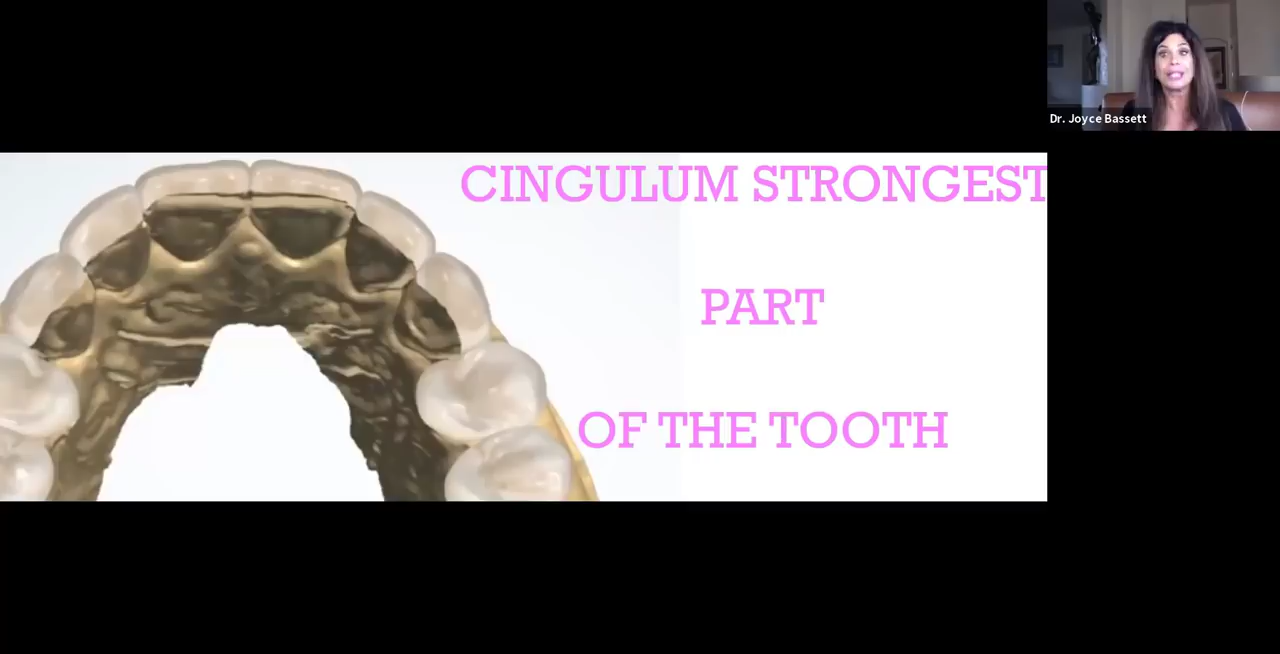 Dr. Joyce Bassett
CINGULUM STRONGEST
PART
OF THE TOOTH